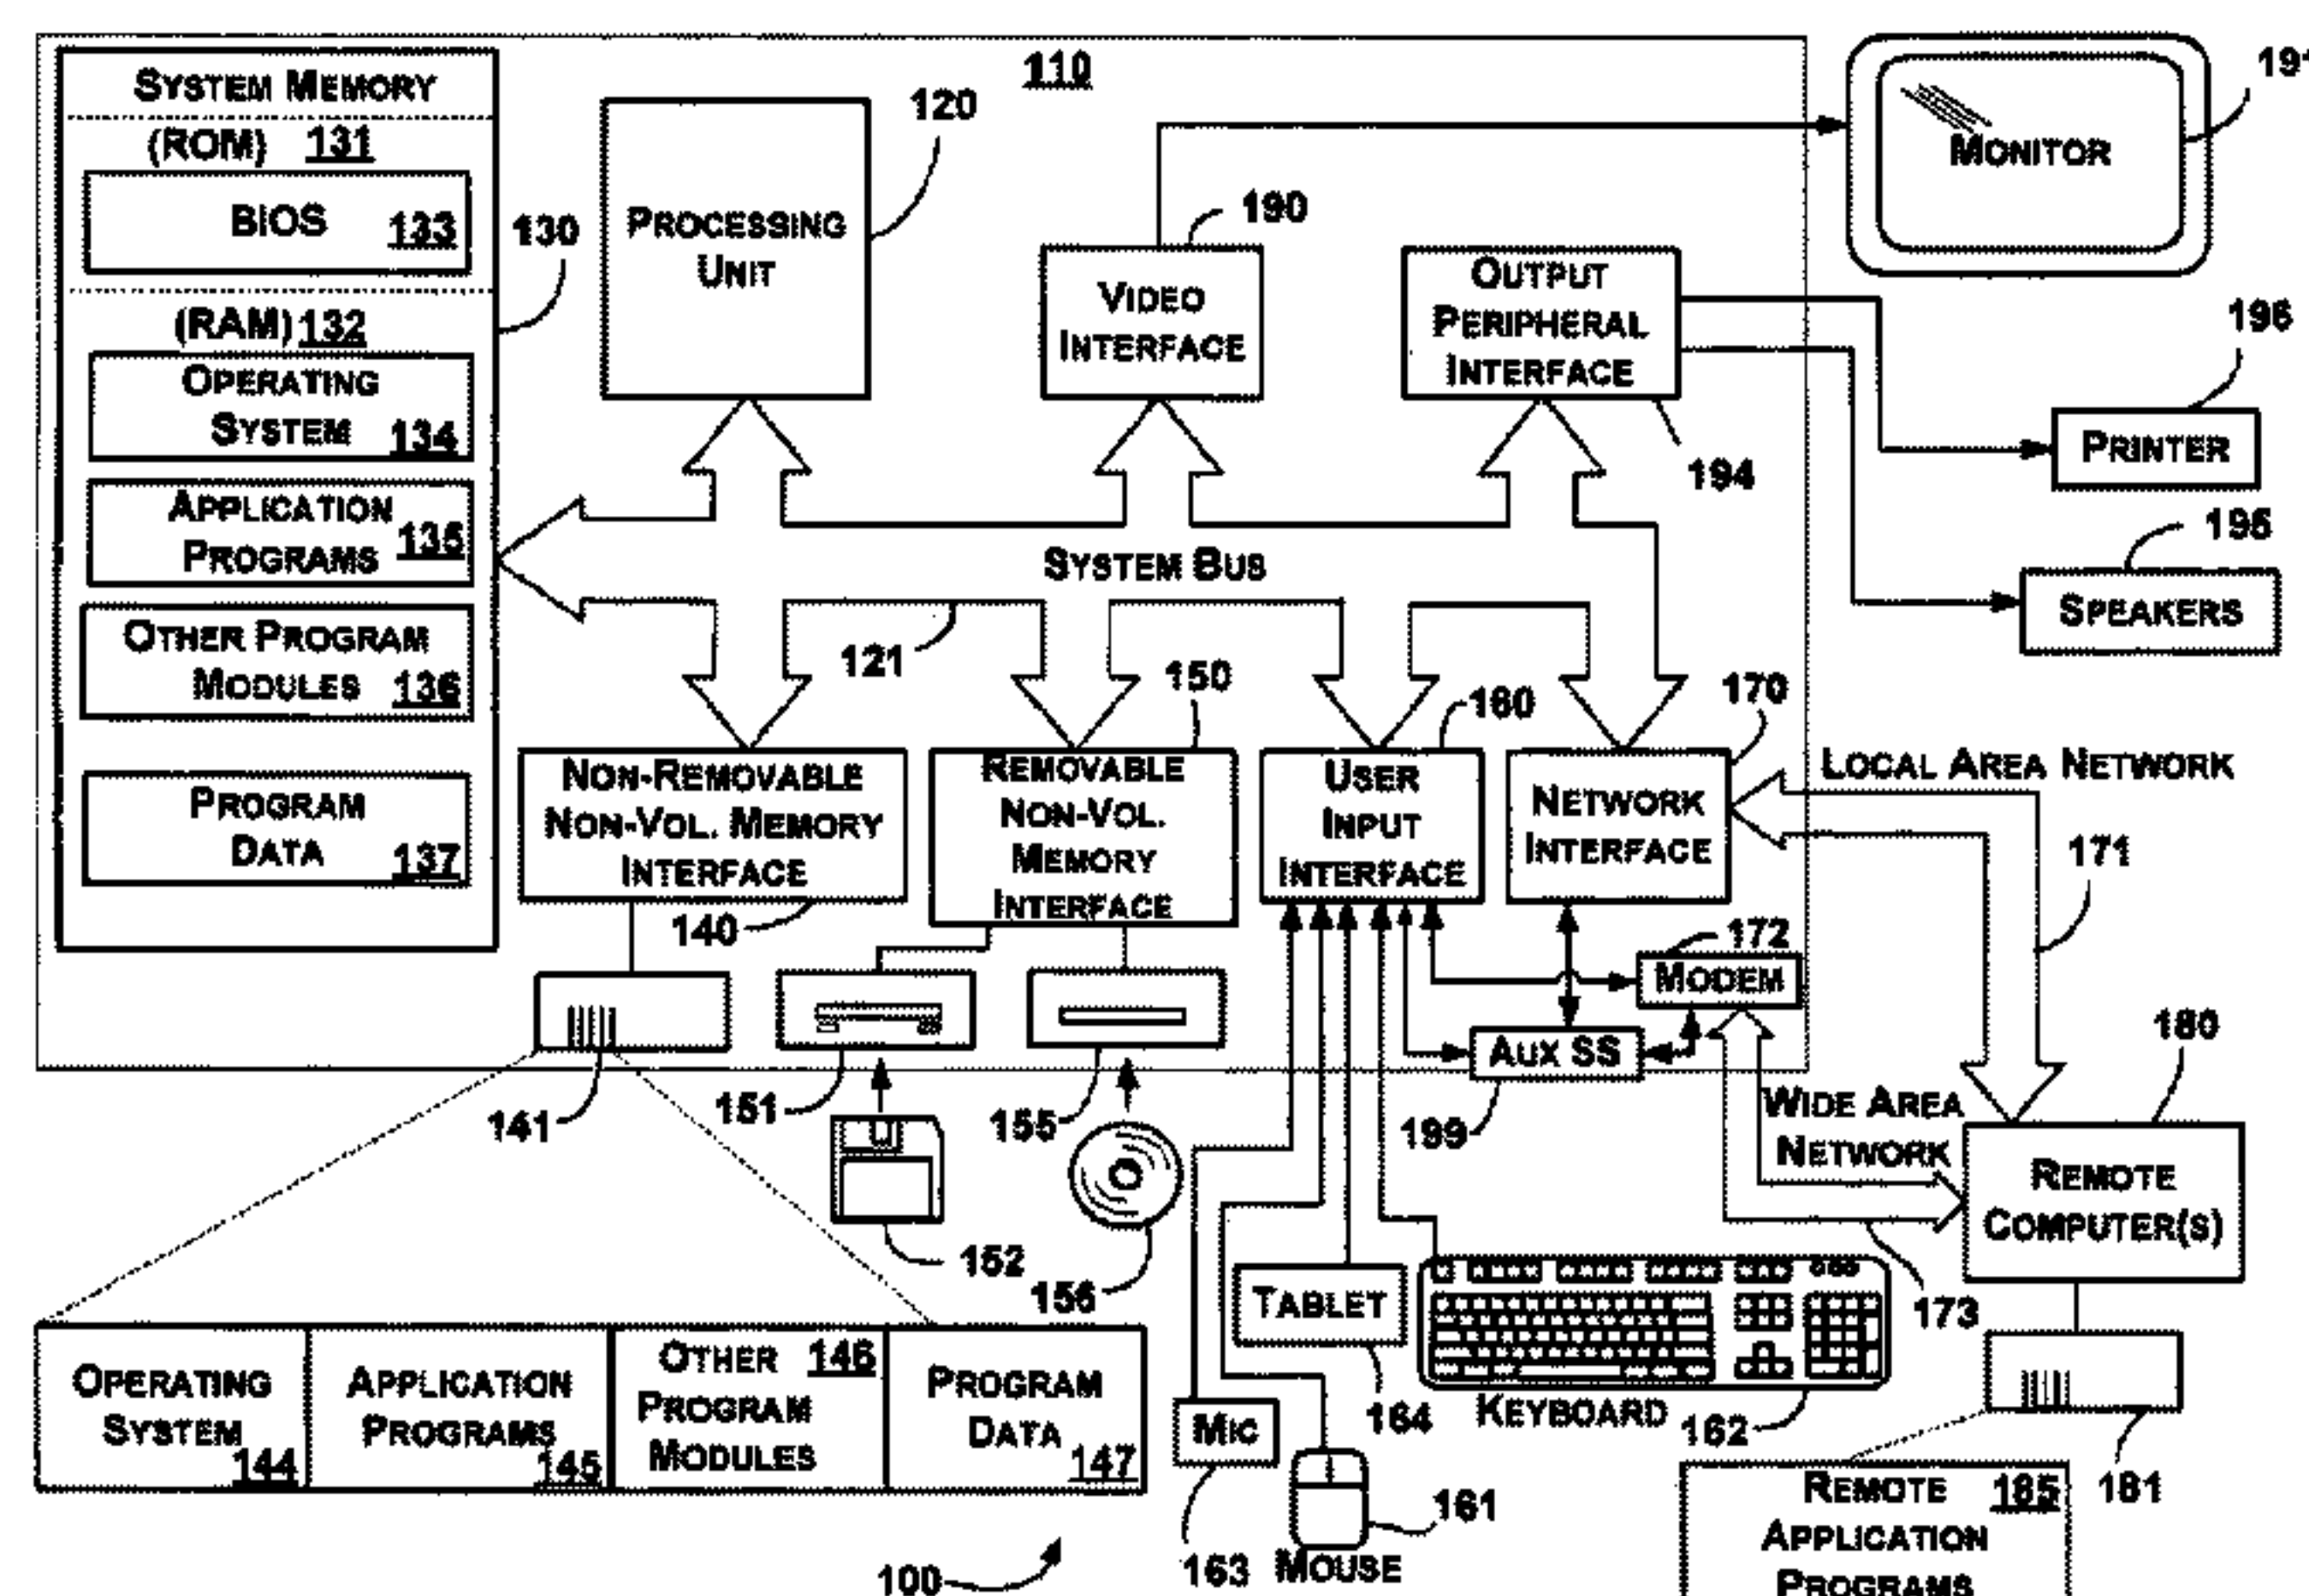 110
SYSTEM MEMORY
(ROM) 131
BIOS 133
130
(RAM) 132
OPERATING
SYSTEM 134
APPLICATION
PROGRAMS 135
OTHER PROGRAM
MODULES 136
PROGRAM
DATA 137
PROCESSING
UNIT
120
190
VIDEO
INTERFACE
OUTPUT
PERIPHERAL
INTERFACE
194
MONITOR
191
196
PRINTER
195
SPEAKERS
SYSTEM BUS
121
NON-REMOVABLE
NON-VOL. MEMORY
INTERFACE
140
150
REMOVABLE
NON-VOL.
MEMORY
INTERFACE
160
USER
INPUT
INTERFACE
170
NETWORK
INTERFACE
LOCAL AREA NETWORK
171
172
MODEM
AUX SS
199
180
WIDE AREA
NETWORK
REMOTE
COMPUTER(S)
173
141
151
152
155
156
OPERATING
SYSTEM 144
APPLICATION
PROGRAMS 145
OTHER 146
PROGRAM
MODULES
PROGRAM
DATA 147
TABLET
164
KEYBOARD 162
MIC
163
MOUSE
161
181
REMOTE 185
APPLICATION
PROGRAMS
100